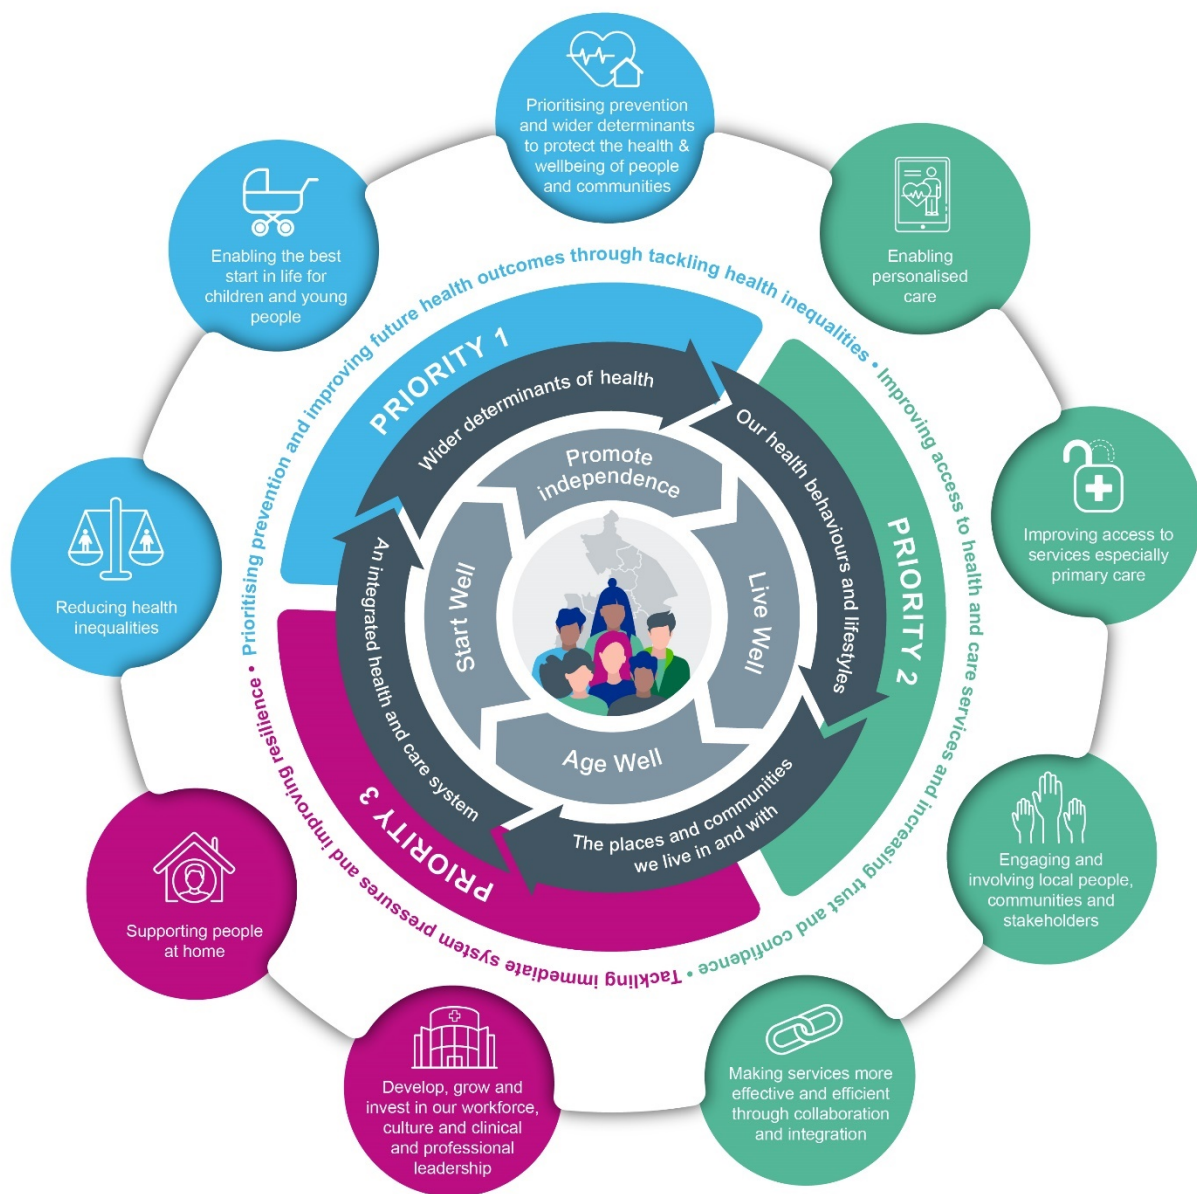 Prioritising prevention
and wider determinants
to protect the health &
wellbeing of people
and communities
Enabling
personalised
care
Improving access to
services especially
primary care
Engaging and
involving local people,
communities and
stakeholders
Making services more
effective and efficient
through collaboration
and integration
Develop, grow and
invest in our workforce,
culture and clinical
and professional
leadership
Supporting people
at home
Reducing health
inequalities
Enabling the best
start in life for
children and young
people
• Prioritising prevention and improving future health outcomes through tackling health inequalities
• Improving access to health and care services and increasing trust and confidence
• Tackling immediate system pressures and improving resilience
PRIORITY 1
PRIORITY 2
PRIORITY 3
Wider determinants of health
Our health behaviours and lifestyles
The places and communities
we live in and with
An integrated health and care system
Promote
independence
Live Well
Age Well
Start Well